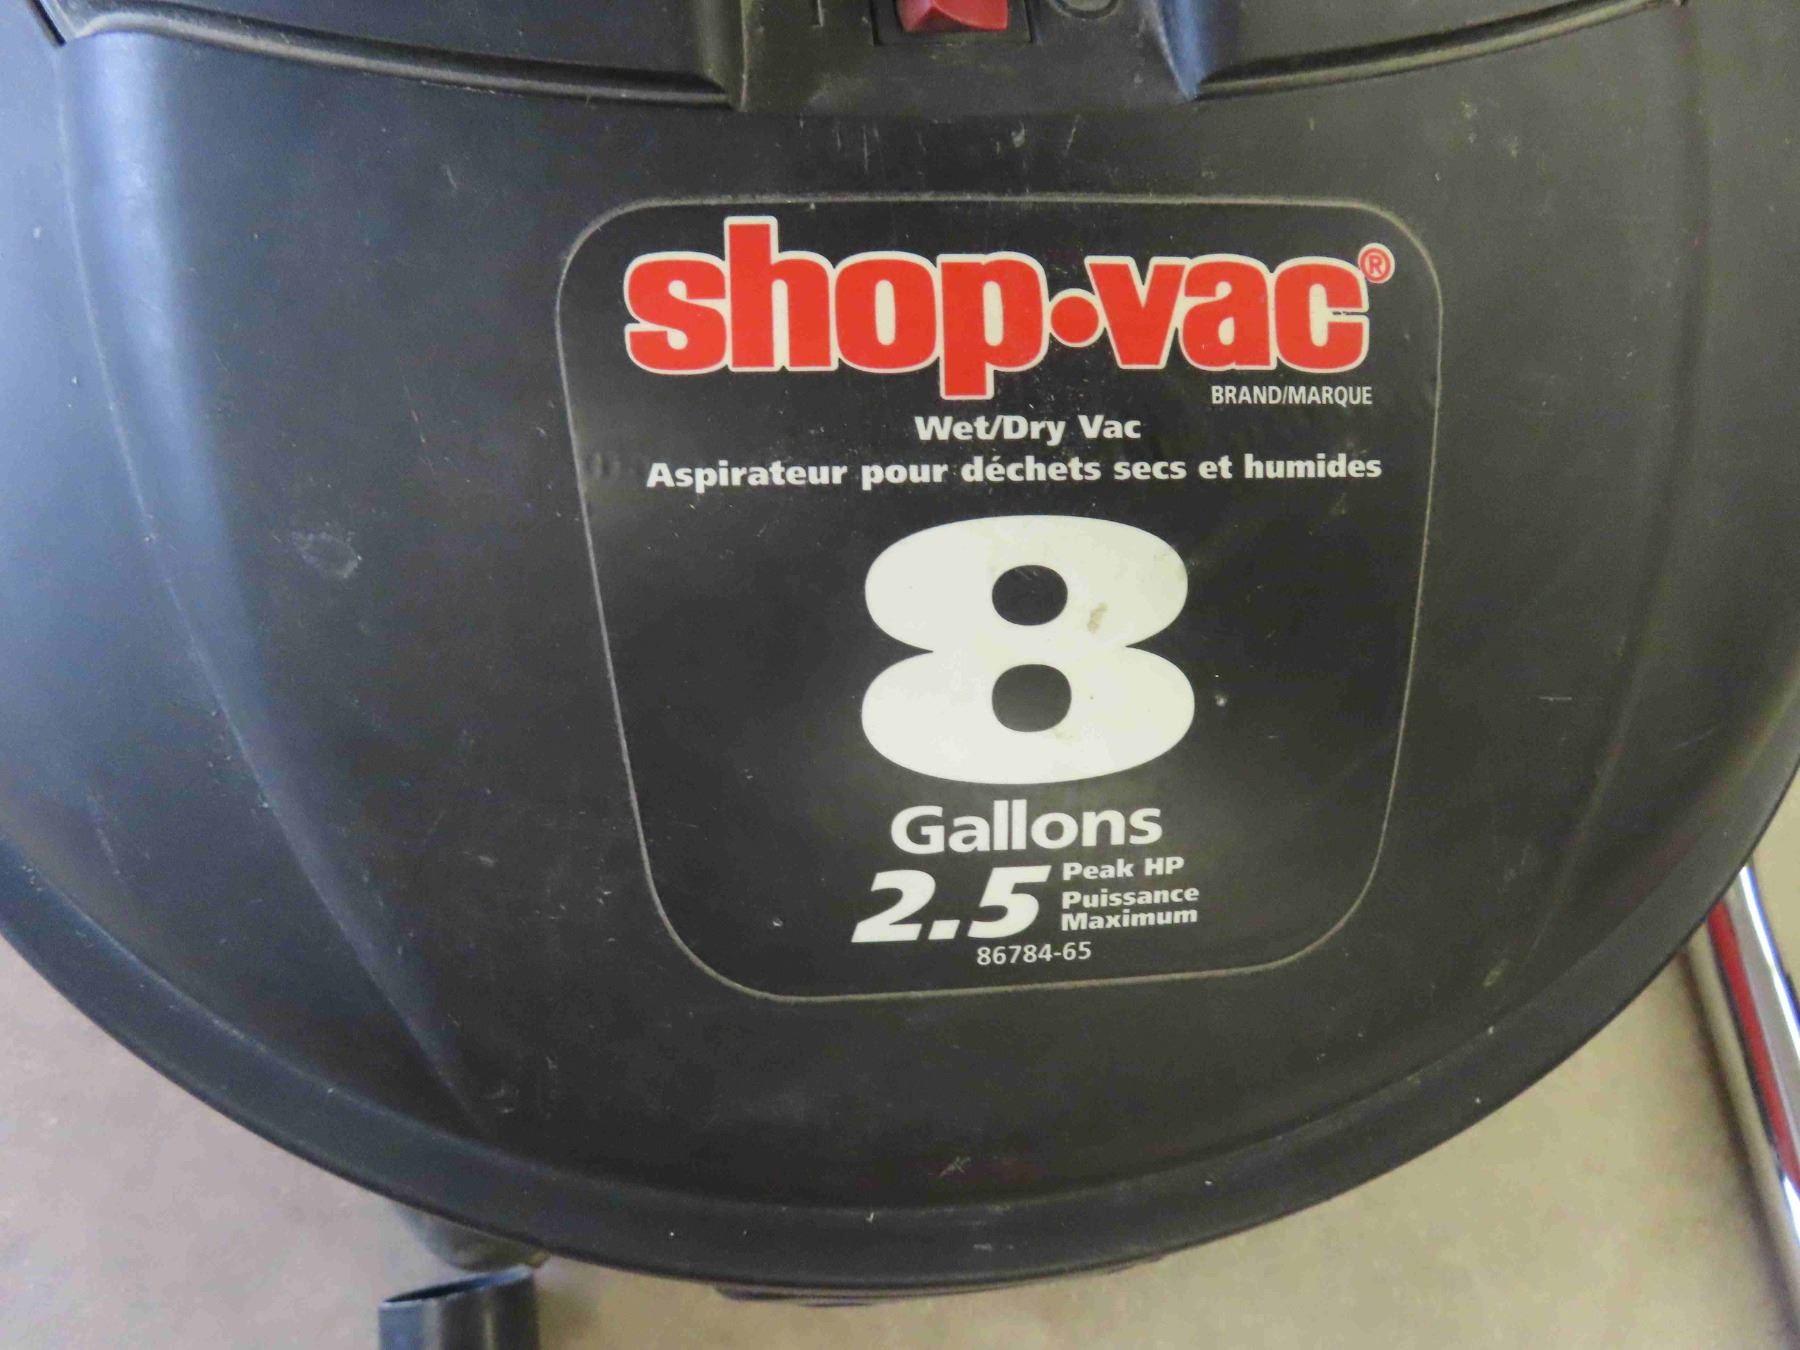 shop·vac®
BRAND/MARQUE
Wet/Dry Vac
Aspirateur pour déchets secs et humides
8
Gallons
2.5 Peak HP
Puissance
Maximum
86784-65